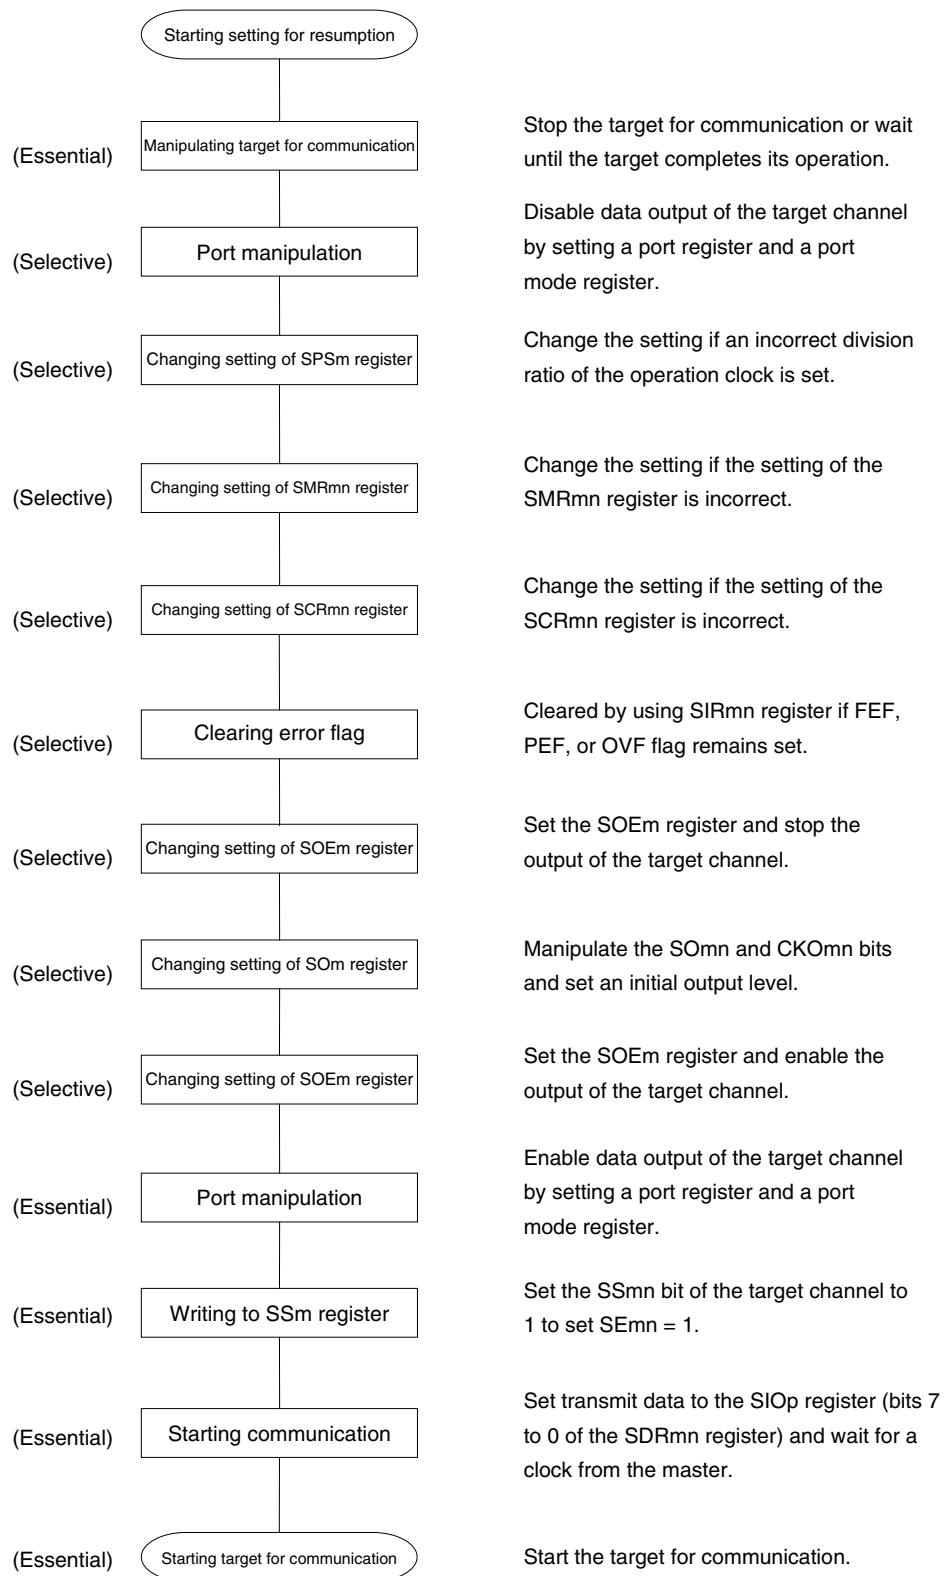 Starting setting for resumption
(Essential)
Manipulating target for communication
Stop the target for communication or wait
until the target completes its operation.
(Selective)
Port manipulation
Disable data output of the target channel
by setting a port register and a port
mode register.
(Selective)
Changing setting of SPSm register
Change the setting if an incorrect division
ratio of the operation clock is set.
(Selective)
Changing setting of SMRmn register
Change the setting if the setting of the
SMRmn register is incorrect.
(Selective)
Changing setting of SCRmn register
Change the setting if the setting of the
SCRmn register is incorrect.
(Selective)
Clearing error flag
Cleared by using SIRmn register if FEF,
PEF, or OVF flag remains set.
(Selective)
Changing setting of SOEm register
Set the SOEm register and stop the
output of the target channel.
(Selective)
Changing setting of SOm register
Manipulate the SOmn and CKOmn bits
and set an initial output level.
(Selective)
Changing setting of SOEm register
Set the SOEm register and enable the
output of the target channel.
(Essential)
Port manipulation
Enable data output of the target channel
by setting a port register and a port
mode register.
(Essential)
Writing to SSm register
Set the SSmn bit of the target channel to
1 to set SEmn = 1.
(Essential)
Starting communication
Set transmit data to the SIOp register (bits 7
to 0 of the SDRmn register) and wait for a
clock from the master.
(Essential)
Starting target for communication
Start the target for communication.